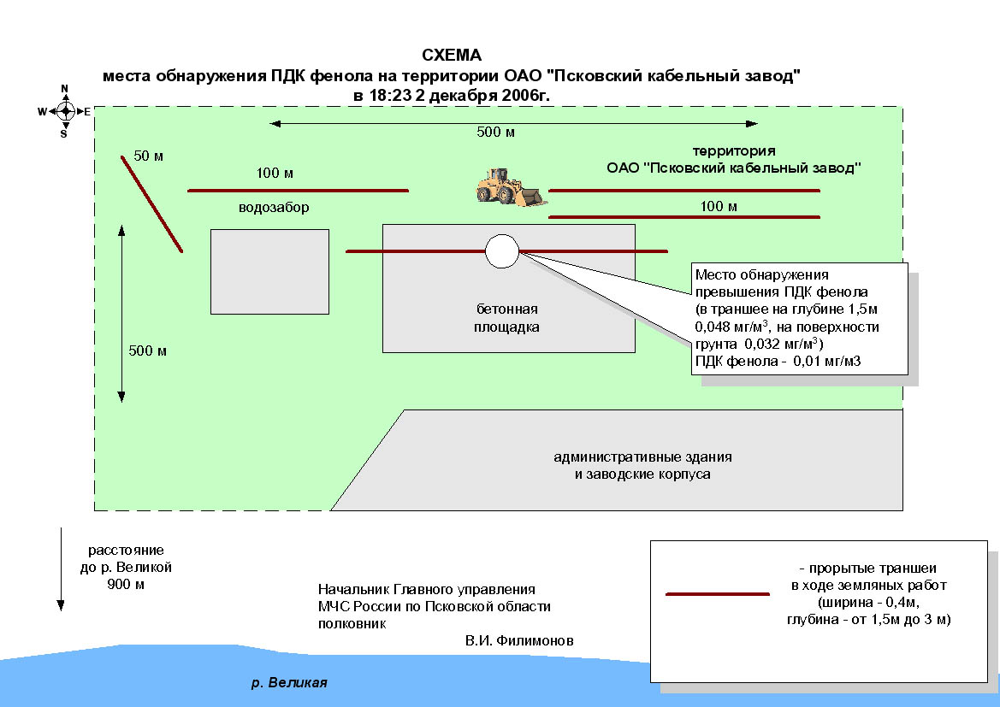 СХЕМА
места обнаружения ПДК фенола на территории ОАО "Псковский кабельный завод"
в 18:23 2 декабря 2006г.
N
W E
S
500 м
50 м
территория
ОАО "Псковский кабельный завод"
100 м
водозабор
100 м
Место обнаружения
превышения ПДК фенола
(в траншее на глубине 1,5м
0,048 мг/м³, на поверхности
грунта 0,032 мг/м³)
ПДК фенола - 0,01 мг/м3
бетонная
площадка
500 м
административные здания
и заводские корпуса
расстояние
до р. Великой
900 м
- прорытые траншеи
в ходе земляных работ
(ширина - 0,4м,
глубина - от 1,5м до 3 м)
Начальник Главного управления
МЧС России по Псковской области
полковник
В.И. Филимонов
р. Великая